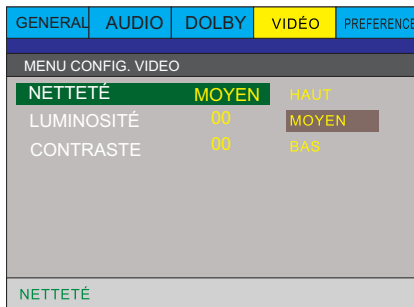 GENERAL AUDIO DOLBY VIDÉO PREFERENCE
MENU CONFIG. VIDEO
NETTETÉ MOYEN HAUT
LUMINOSITÉ 00 MOYEN
CONTRASTE 00 BAS
NETTETÉ